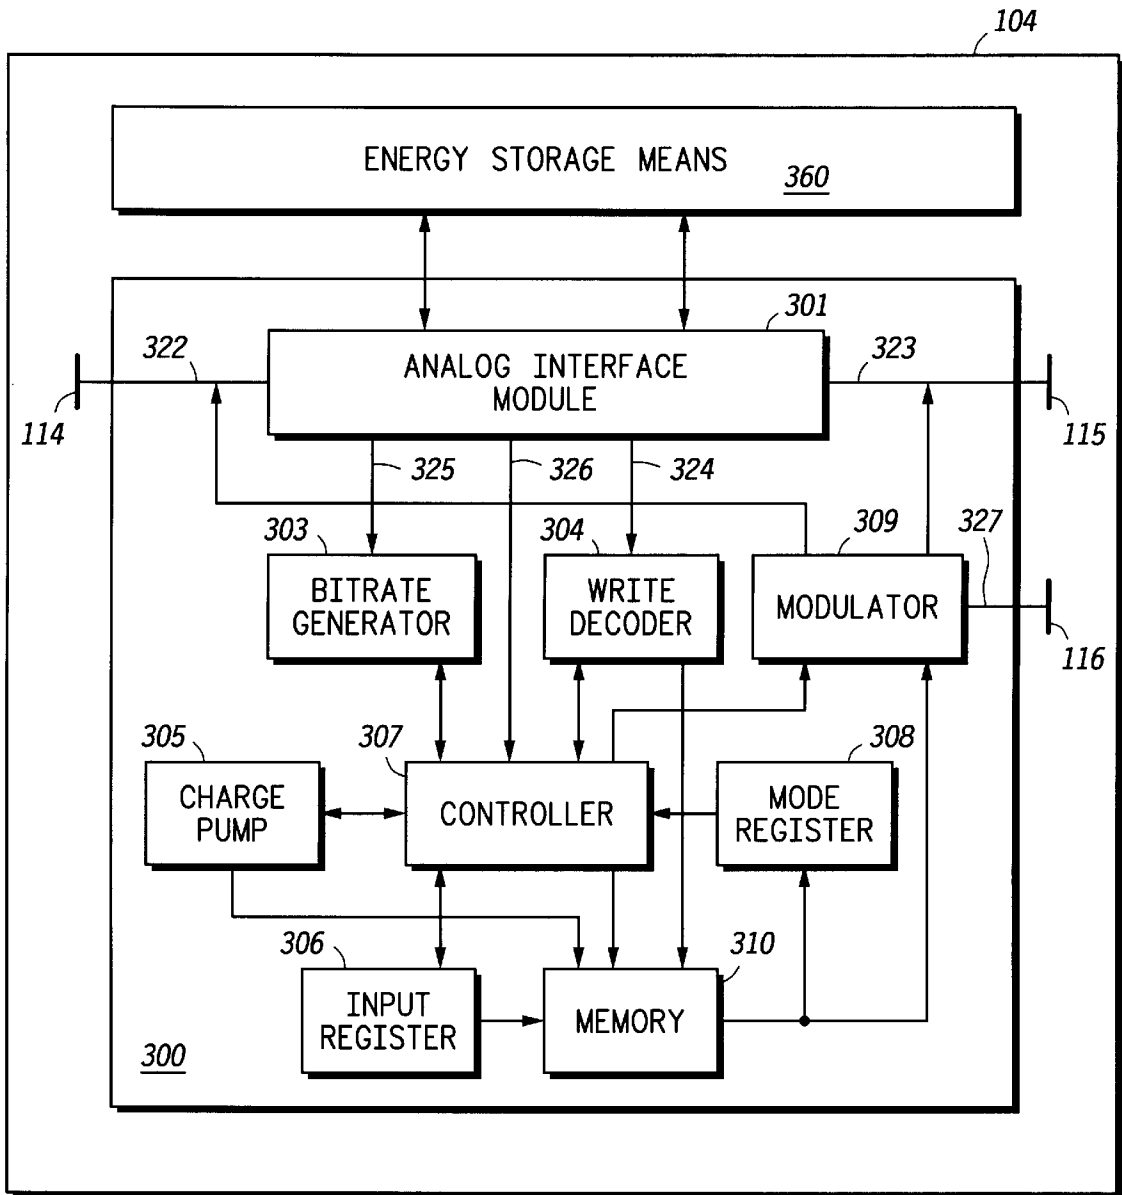 104
ENERGY STORAGE MEANS
360
301
322
ANALOG INTERFACE
MODULE
323
114
115
325
326
324
303
304
309
327
BITRATE
GENERATOR
WRITE
DECODER
MODULATOR
116
305
307
308
CHARGE
PUMP
CONTROLLER
MODE
REGISTER
306
310
INPUT
REGISTER
MEMORY
300